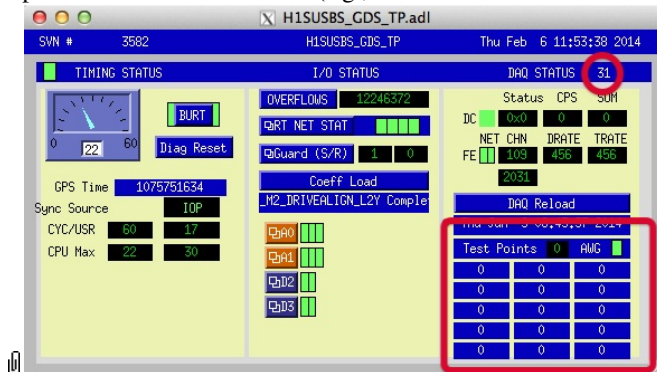 H1SUSBS_GDS_TP.adl
SVN # 3582 H1SUSBS_GDS_TP Thu Feb 6 11:53:38 2014
TIMING STATUS
0 22 60
BURT
Diag Reset
GPS Time 1075751634
Sync Source IOP
CYC/USR 60 17
CPU Max 22 30
I/O STATUS
OVERFLOWS 12246372
RT NET STAT
Guard (S/R) 1 0
Coeff Load
_M2_DRIVEALIGN_L2Y Comple
A0
A1
D2
D3
DAQ STATUS 31
Status CPS SUM
DC 0x0 0 0
NET CHN DRATE TRATE
FE 109 456 456
2031
DAQ Reload
2014
Test Points 0 AWG
0 0 0
0 0 0
0 0 0
0 0 0
0 0 0